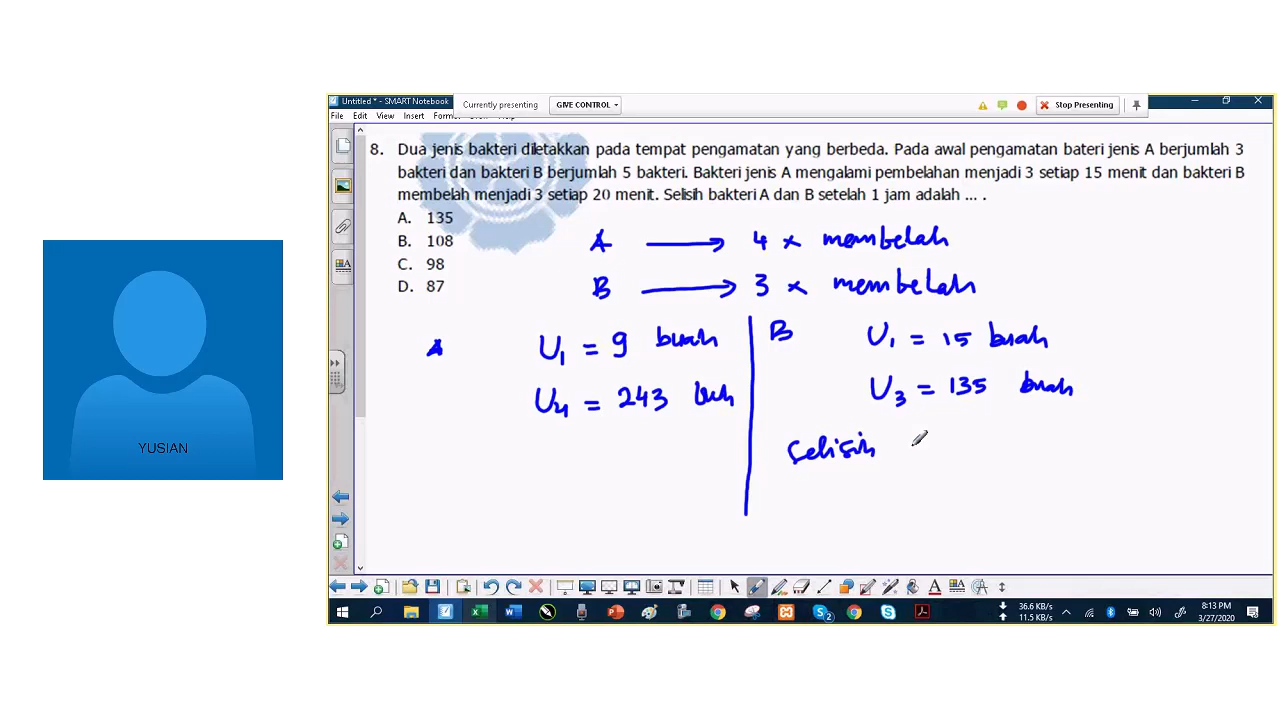 Untitled * - SMART Notebook
Currently presenting
GIVE CONTROL
Stop Presenting
File Edit View Insert Format
8. Dua jenis bakteri diletakkan pada tempat pengamatan yang berbeda. Pada awal pengamatan bateri jenis A berjumlah 3
bakteri dan bakteri B berjumlah 5 bakteri. Bakteri jenis A mengalami pembelahan menjadi 3 setiap 15 menit dan bakteri B
membelah menjadi 3 setiap 20 menit. Selisih bakteri A dan B setelah 1 jam adalah ... .
A. 135
B. 108
C. 98
D. 87
A → 4 x membelah
B → 3 x membelah
A U1 = 9 buah
U4 = 243 buah
B U1 = 15 buah
U3 = 135 buah
Selisih
YUSIAN
36.6 KB/s
11.5 KB/s
8:13 PM
3/27/2020